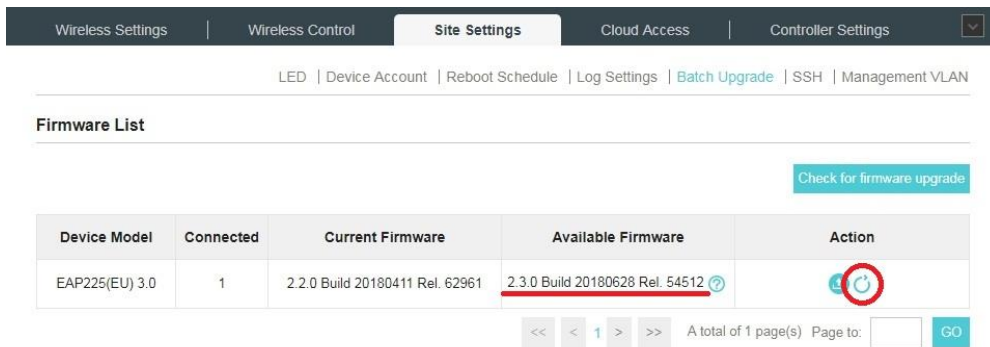 Wireless Settings | Wireless Control Site Settings Cloud Access | Controller Settings
LED | Device Account | Reboot Schedule | Log Settings | Batch Upgrade | SSH | Management VLAN
Firmware List
Check for firmware upgrade
Device Model Connected Current Firmware Available Firmware Action
EAP225(EU) 3.0 1 2.2.0 Build 20180411 Rel. 62961 2.3.0 Build 20180628 Rel. 54512 ?
<< < 1 > >> A total of 1 page(s) Page to: GO